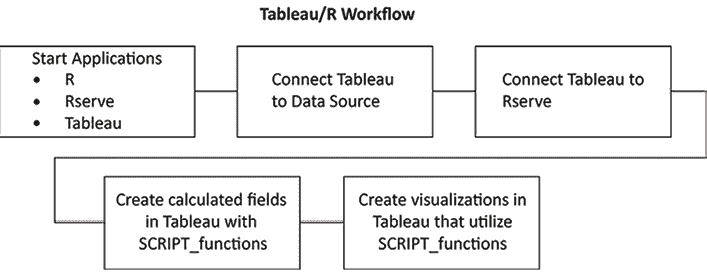 Tableau/R Workflow
Start Applications
• R
• Rserve
• Tableau
Connect Tableau
to Data Source
Connect Tableau to
Rserve
Create calculated fields
in Tableau with
SCRIPT_functions
Create visualizations in
Tableau that utilize
SCRIPT_functions